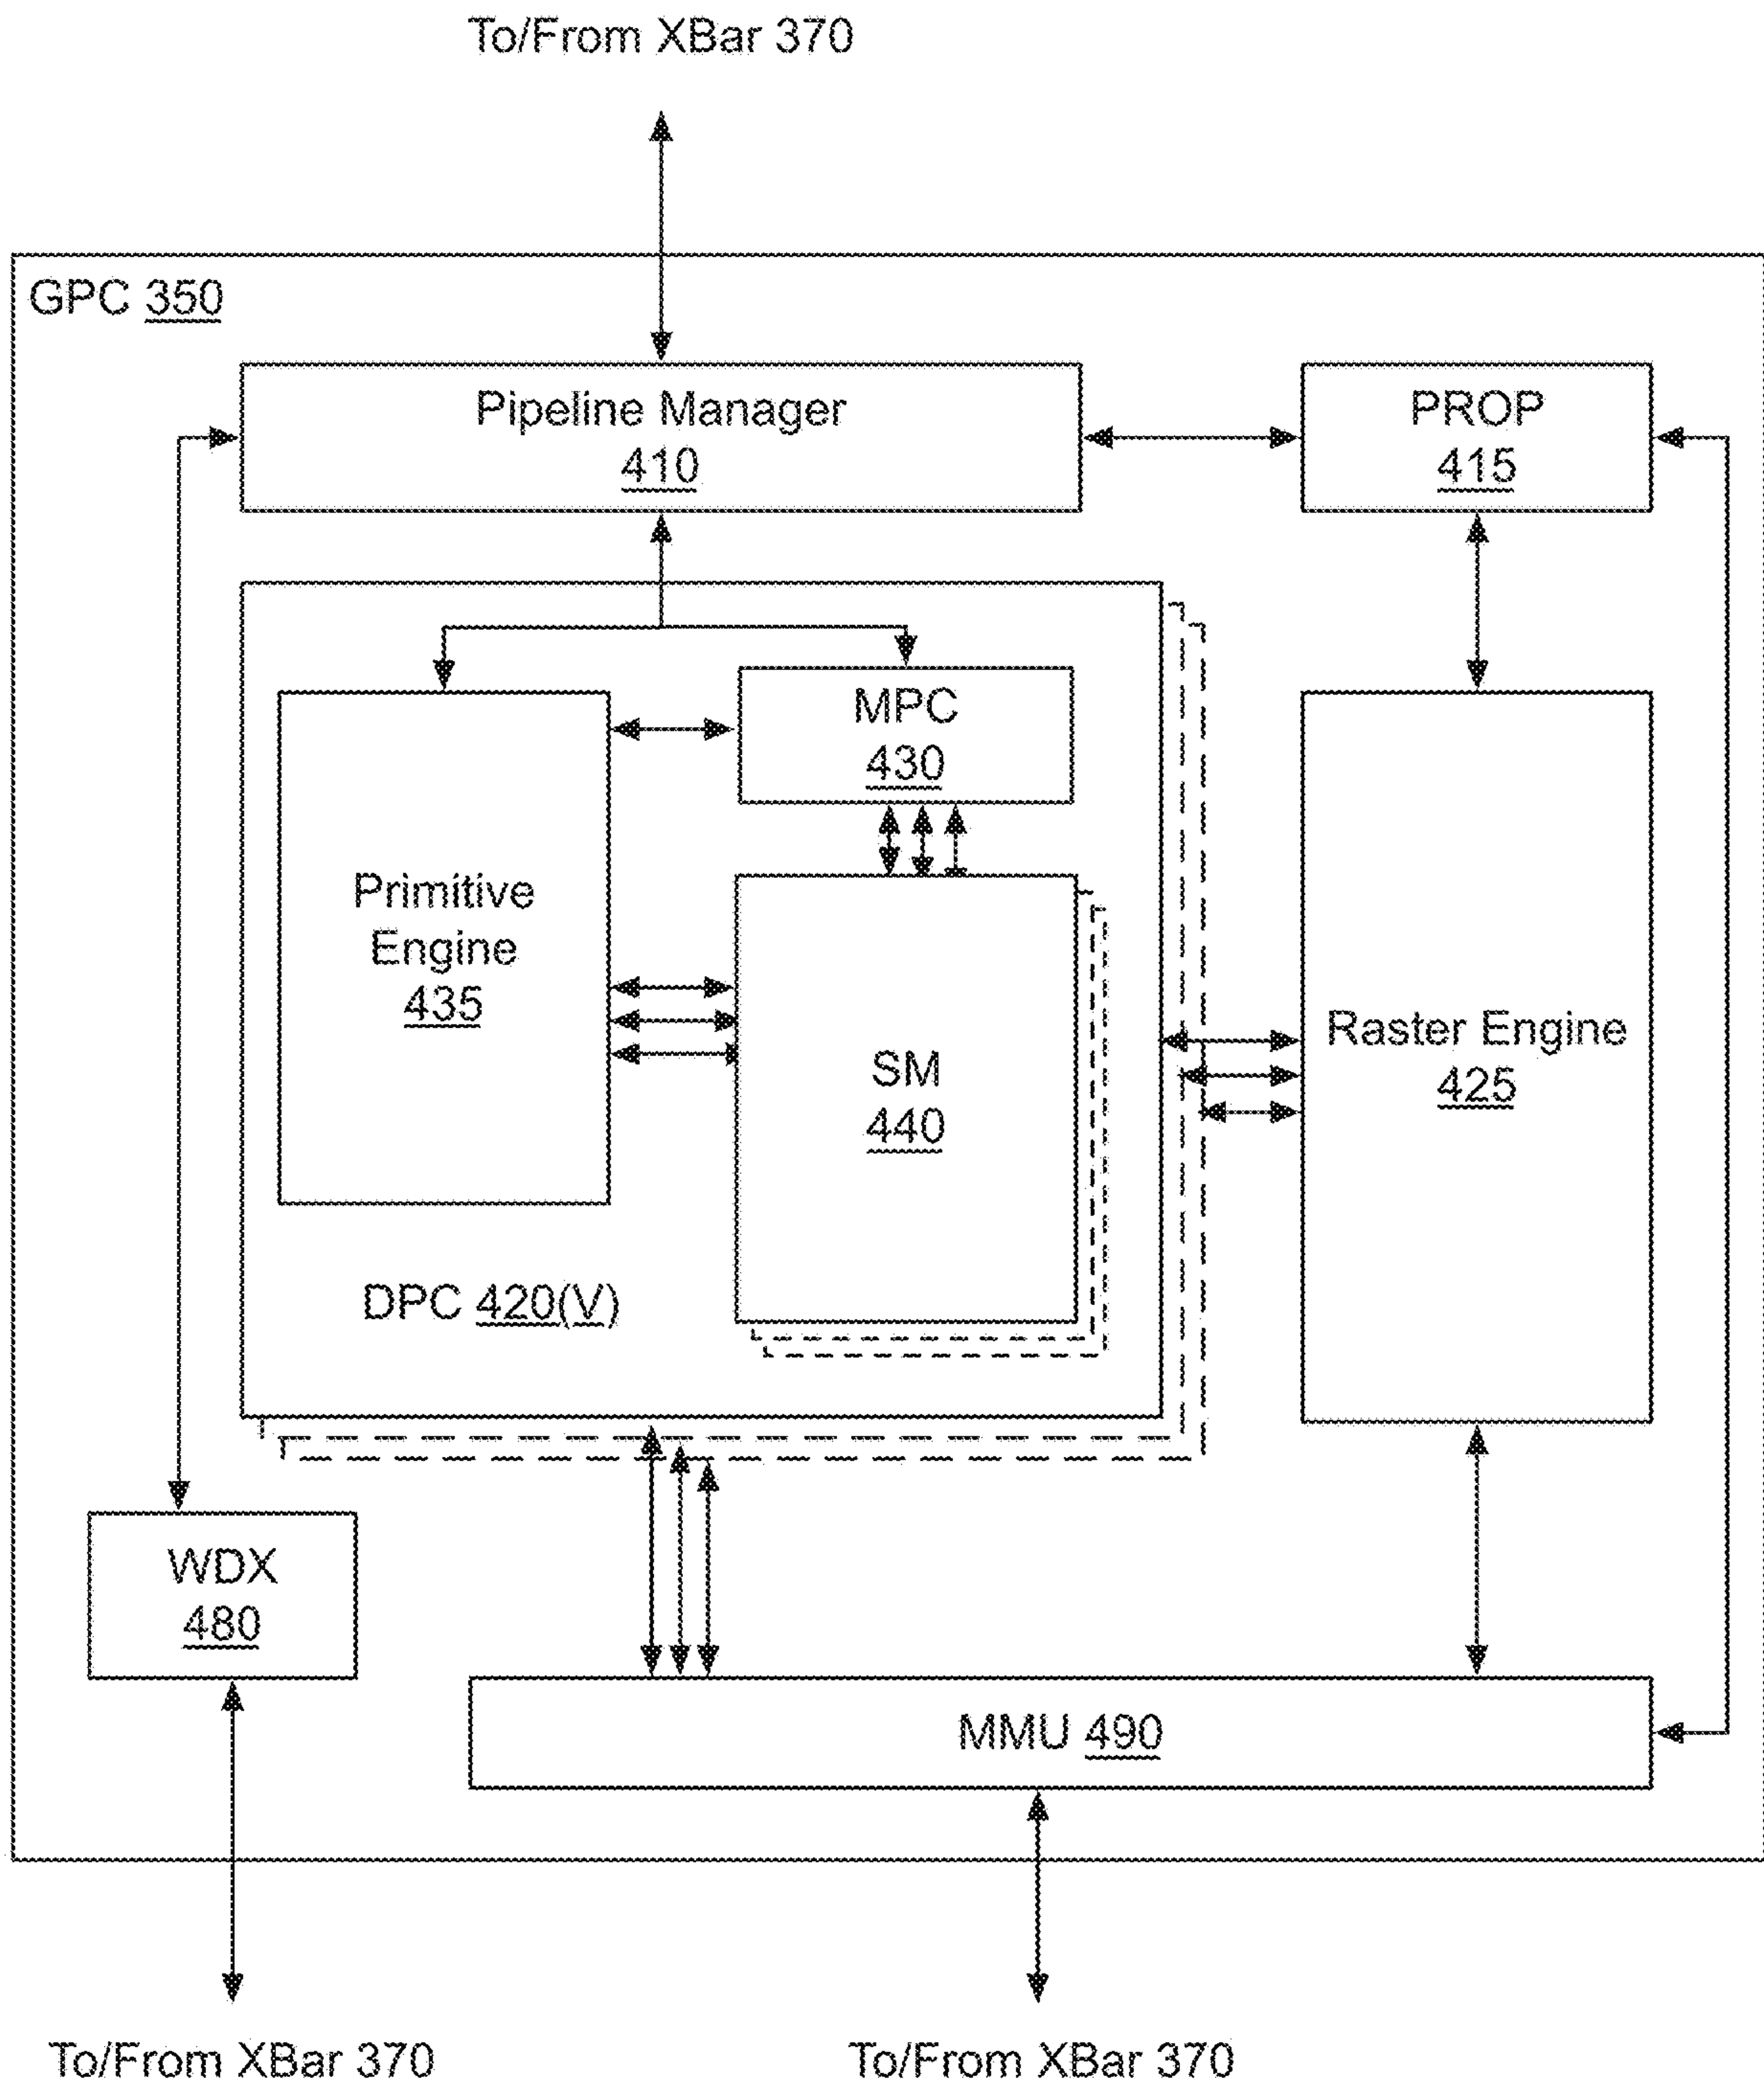 To/From XBar 370
GPC 350
Pipeline Manager
410
PROP
415
MPC
430
Primitive
Engine
435
SM
440
Raster Engine
425
DPC 420(V)
WDX
480
MMU 490
To/From XBar 370
To/From XBar 370